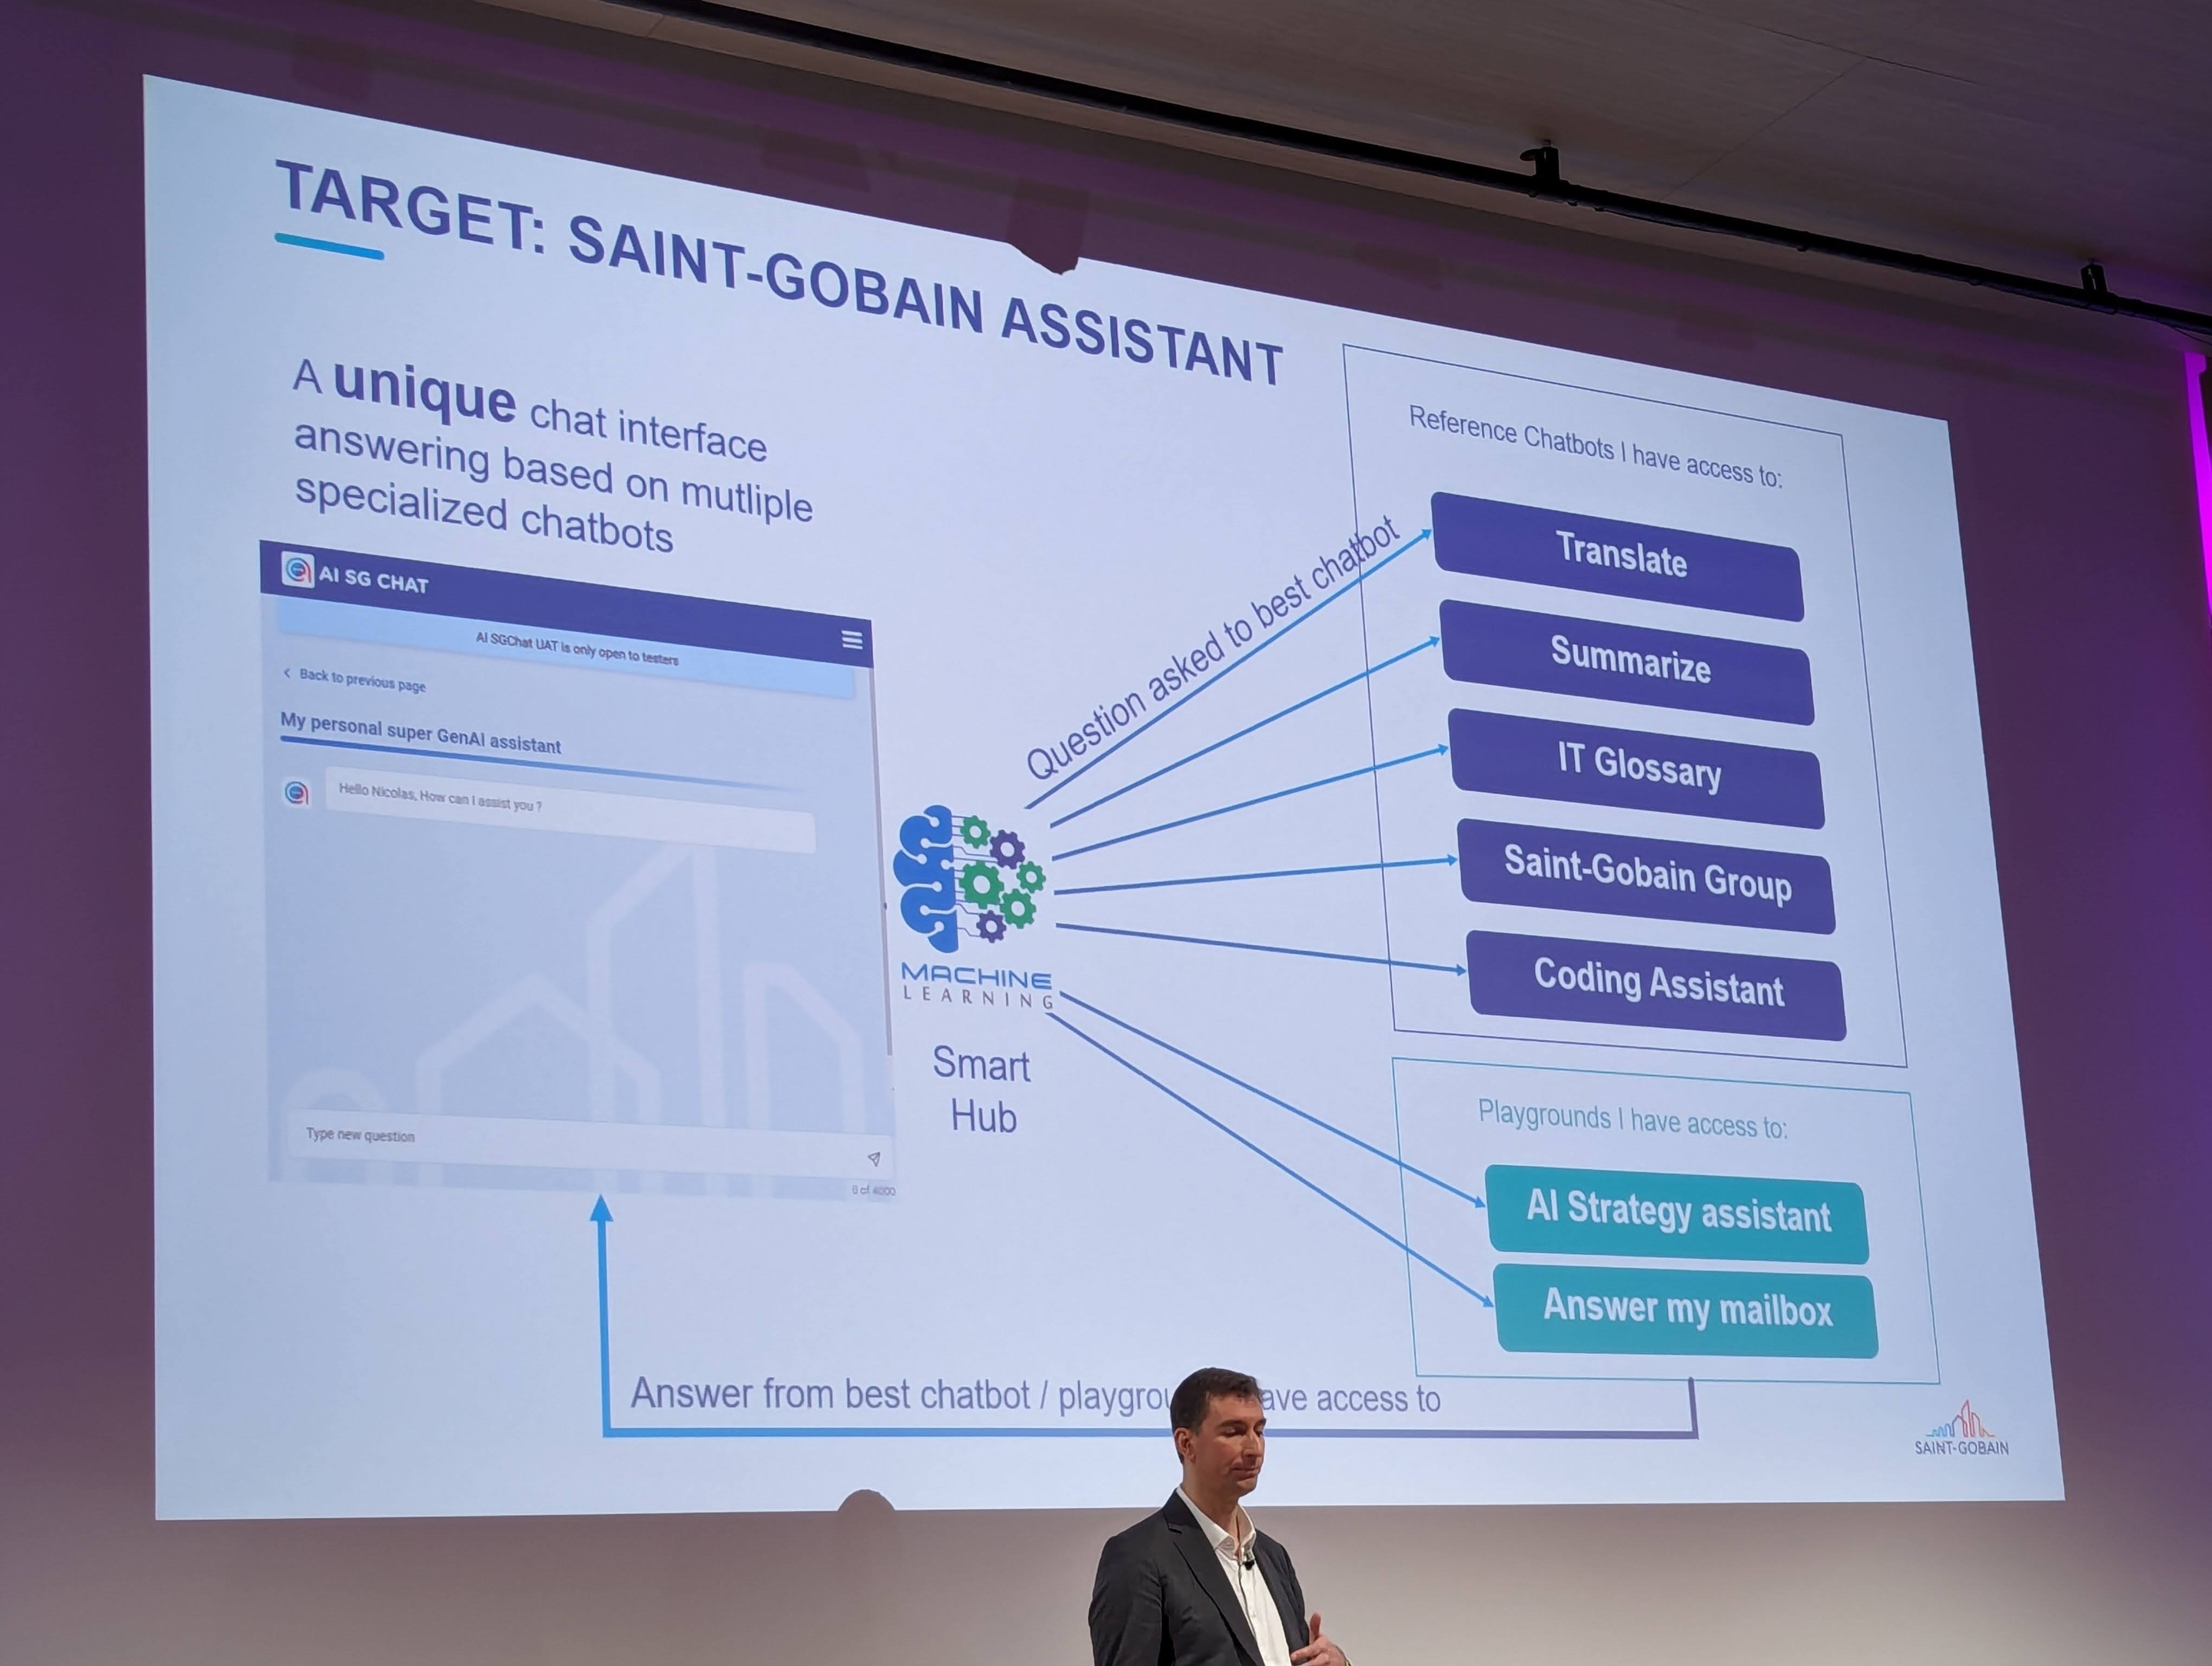 TARGET: SAINT-GOBAIN ASSISTANT
A unique chat interface
answering based on mutliple
specialized chatbots
AI SG CHAT
AI SGChat UAT is only open to testers
< Back to previous page
My personal super GenAI assistant
Hello Nicolas, How can I assist you ?
Type new question
0 of 4000
MACHINE
LEARNING
Smart
Hub
Question asked to best chatbot
Reference Chatbots I have access to:
Translate
Summarize
IT Glossary
Saint-Gobain Group
Coding Assistant
Playgrounds I have access to:
AI Strategy assistant
Answer my mailbox
Answer from best chatbot / access to
SAINT-GOBAIN